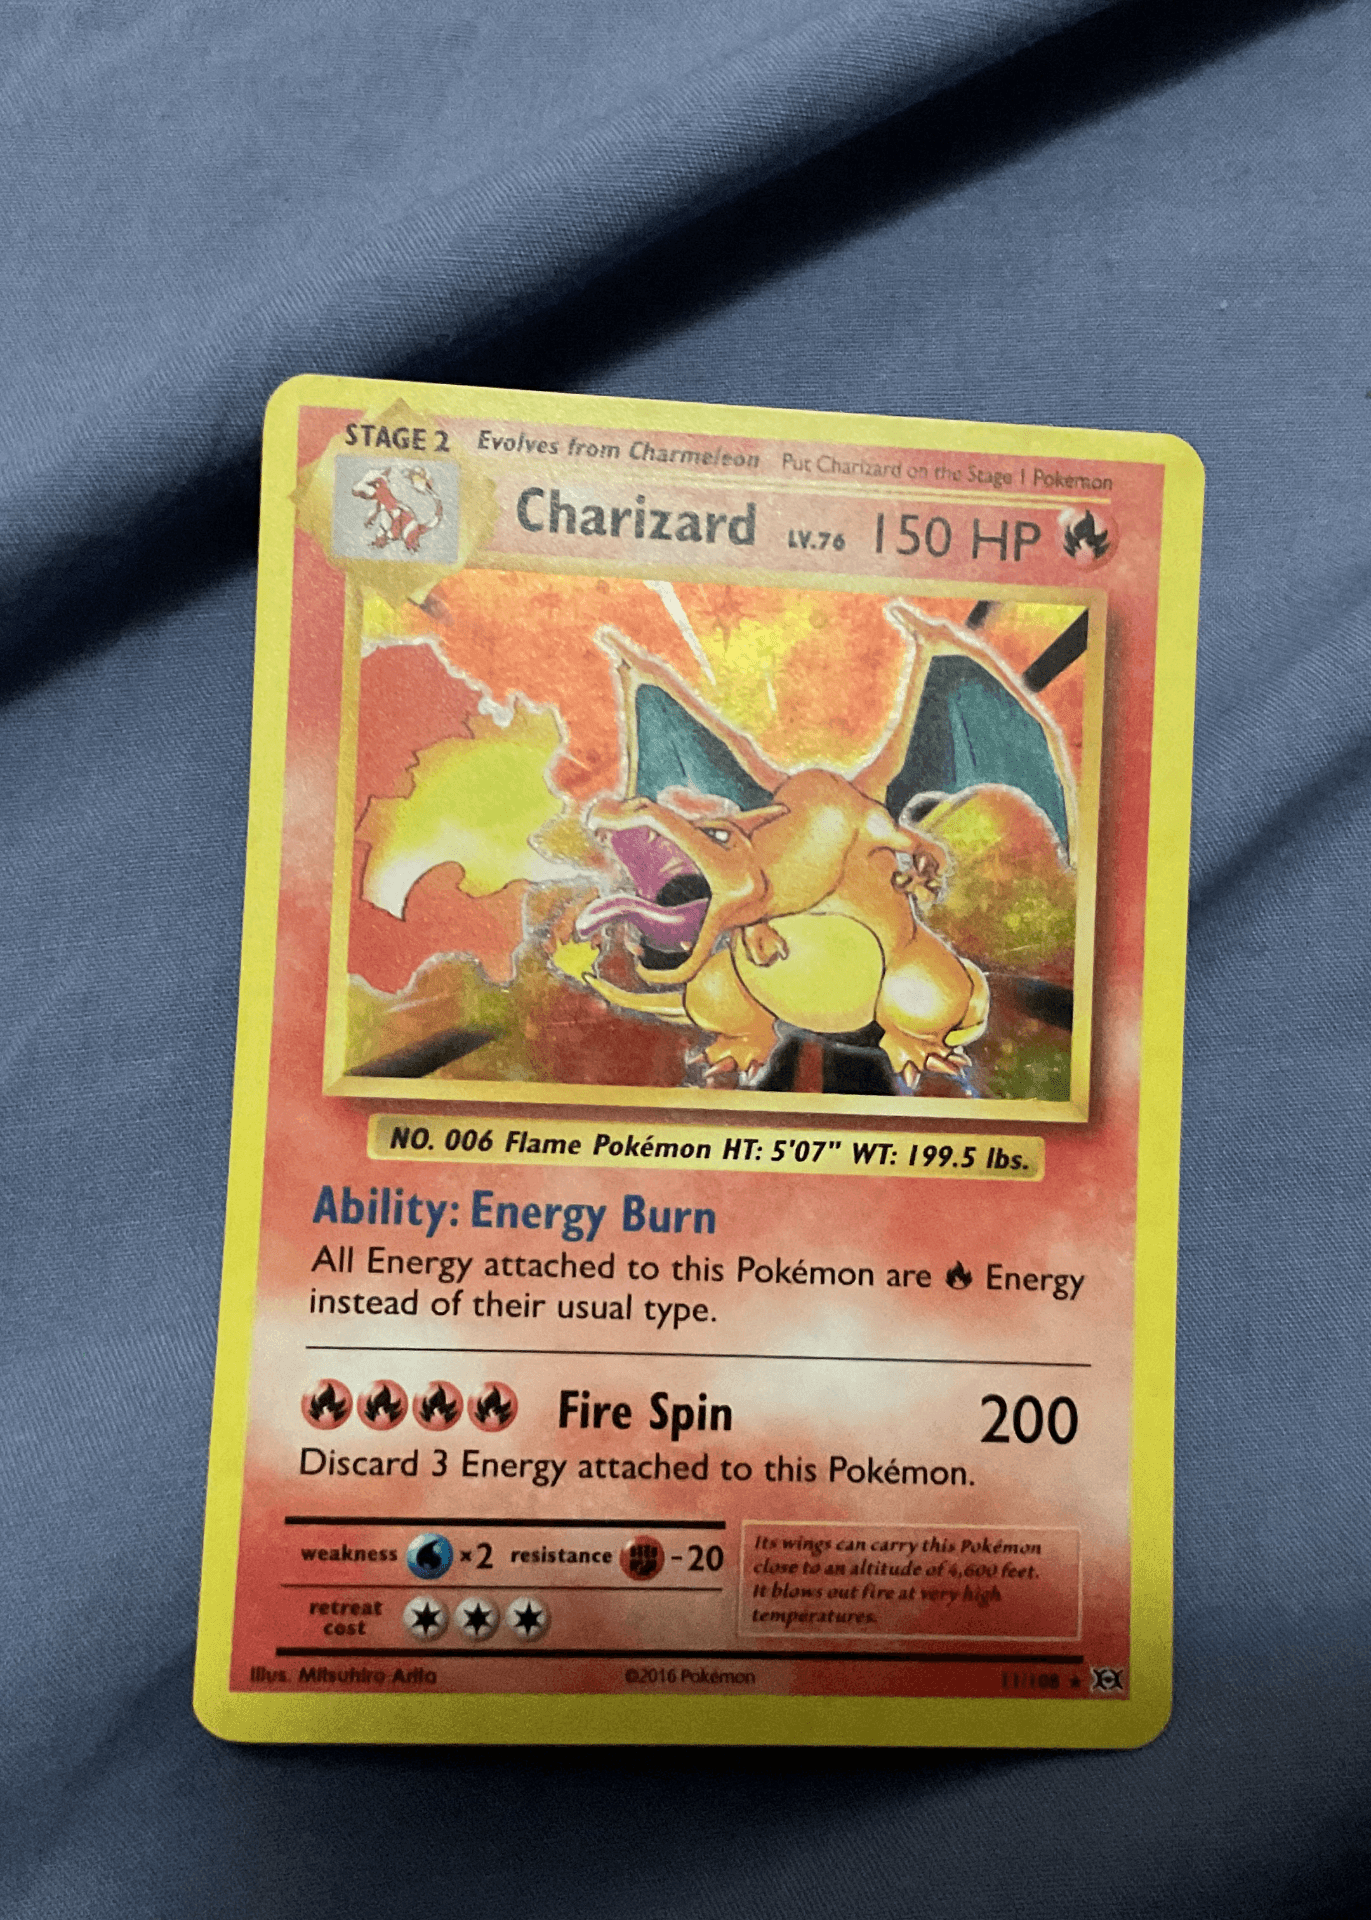 STAGE 2 Evolves from Charmeleon Put Charizard on the Stage 1 Pokémon
Charizard LV.76 150 HP
NO. 006 Flame Pokémon HT: 5'07" WT: 199.5 lbs.
Ability: Energy Burn
All Energy attached to this Pokémon are Energy
instead of their usual type.
Fire Spin 200
Discard 3 Energy attached to this Pokémon.
weakness ×2 resistance -20
retreat
cost
Its wings can carry this Pokémon
close to an altitude of 4,600 feet.
It blows out fire at very high
temperatures.
Illus. Mitsuhiro Arita ©2016 Pokémon 11/108